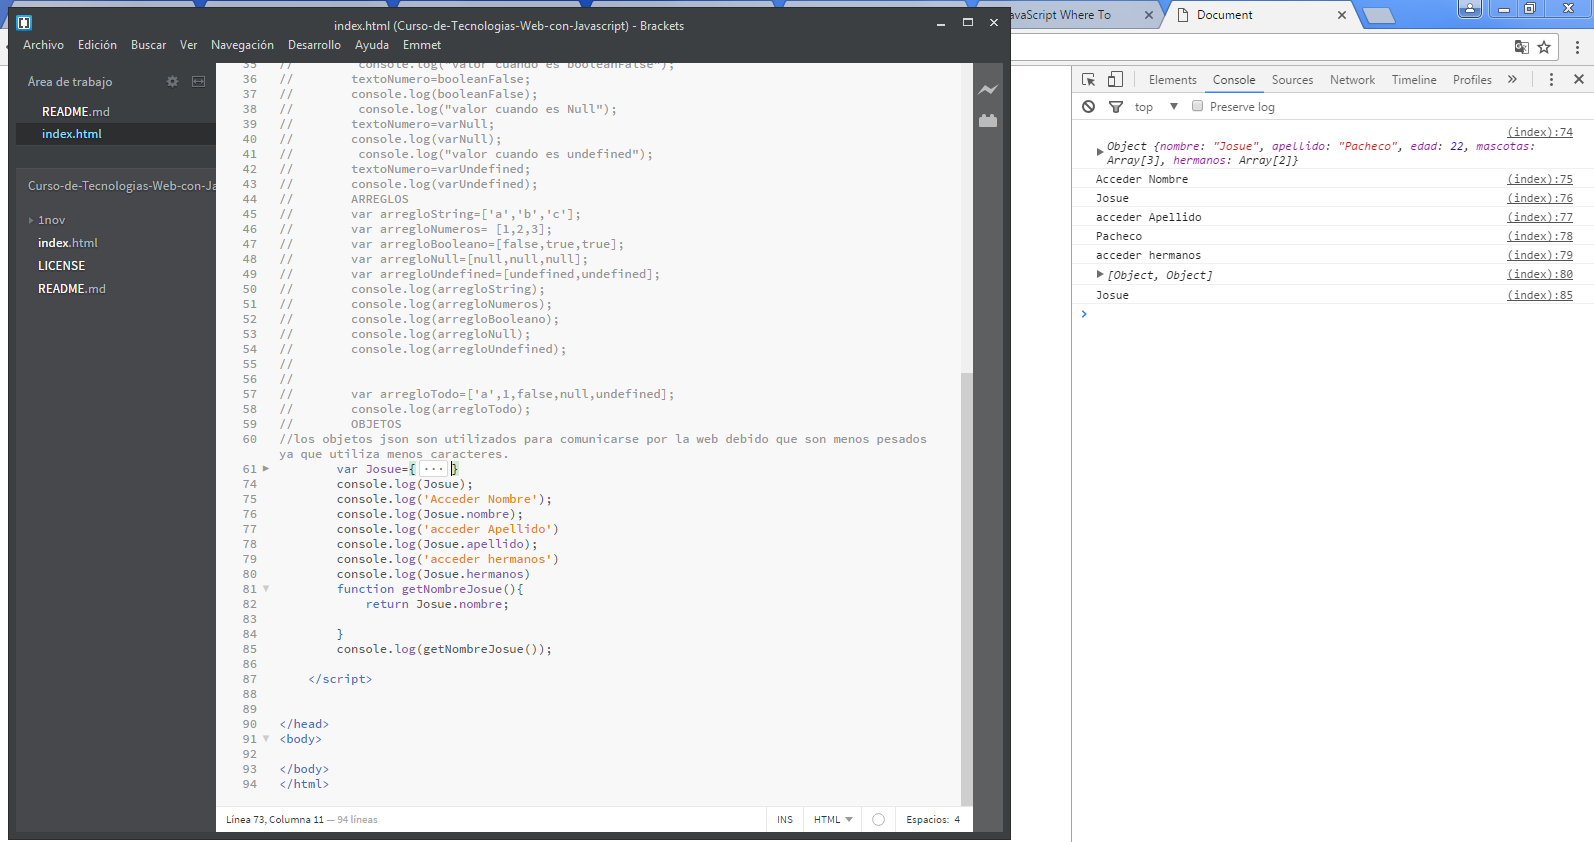 index.html (Curso-de-Tecnologias-Web-con-Javascript) - Brackets
Archivo Edición Buscar Ver Navegación Desarrollo Ayuda Emmet
Área de trabajo
README.md
index.html
Curso-de-Tecnologias-Web-con-Ja
1nov
index.html
LICENSE
README.md
35 // console.log("valor cuando es booleanFalse");
36 // textoNumero=booleanFalse;
37 // console.log(booleanFalse);
38 // console.log("valor cuando es Null");
39 // textoNumero=varNull;
40 // console.log(varNull);
41 // console.log("valor cuando es undefined");
42 // textoNumero=varUndefined;
43 // console.log(varUndefined);
44 // ARREGLOS
45 // var arregloString=['a','b','c'];
46 // var arregloNumeros= [1,2,3];
47 // var arregloBooleano=[false,true,true];
48 // var arregloNull=[null,null,null];
49 // var arregloUndefined=[undefined,undefined];
50 // console.log(arregloString);
51 // console.log(arregloNumeros);
52 // console.log(arregloBooleano);
53 // console.log(arregloNull);
54 // console.log(arregloUndefined);
55 //
56 //
57 // var arregloTodo=['a',1,false,null,undefined];
58 // console.log(arregloTodo);
59 // OBJETOS
60 //los objetos json son utilizados para comunicarse por la web debido que son menos pesados
ya que utiliza menos caracteres.
61 var Josue={ ··· }
74 console.log(Josue);
75 console.log('Acceder Nombre');
76 console.log(Josue.nombre);
77 console.log('acceder Apellido')
78 console.log(Josue.apellido);
79 console.log('acceder hermanos')
80 console.log(Josue.hermanos)
81 function getNombreJosue(){
82 return Josue.nombre;
83
84 }
85 console.log(getNombreJosue());
86
87 </script>
88
89
90 </head>
91 <body>
92
93 </body>
94 </html>
Línea 73, Columna 11 — 94 líneas
INS HTML Espacios: 4
avaScript Where To
Document
Elements Console Sources Network Timeline Profiles »
top Preserve log
(index):74
Object {nombre: "Josue", apellido: "Pacheco", edad: 22, mascotas:
Array[3], hermanos: Array[2]}
Acceder Nombre (index):75
Josue (index):76
acceder Apellido (index):77
Pacheco (index):78
acceder hermanos (index):79
[Object, Object] (index):80
Josue (index):85
>